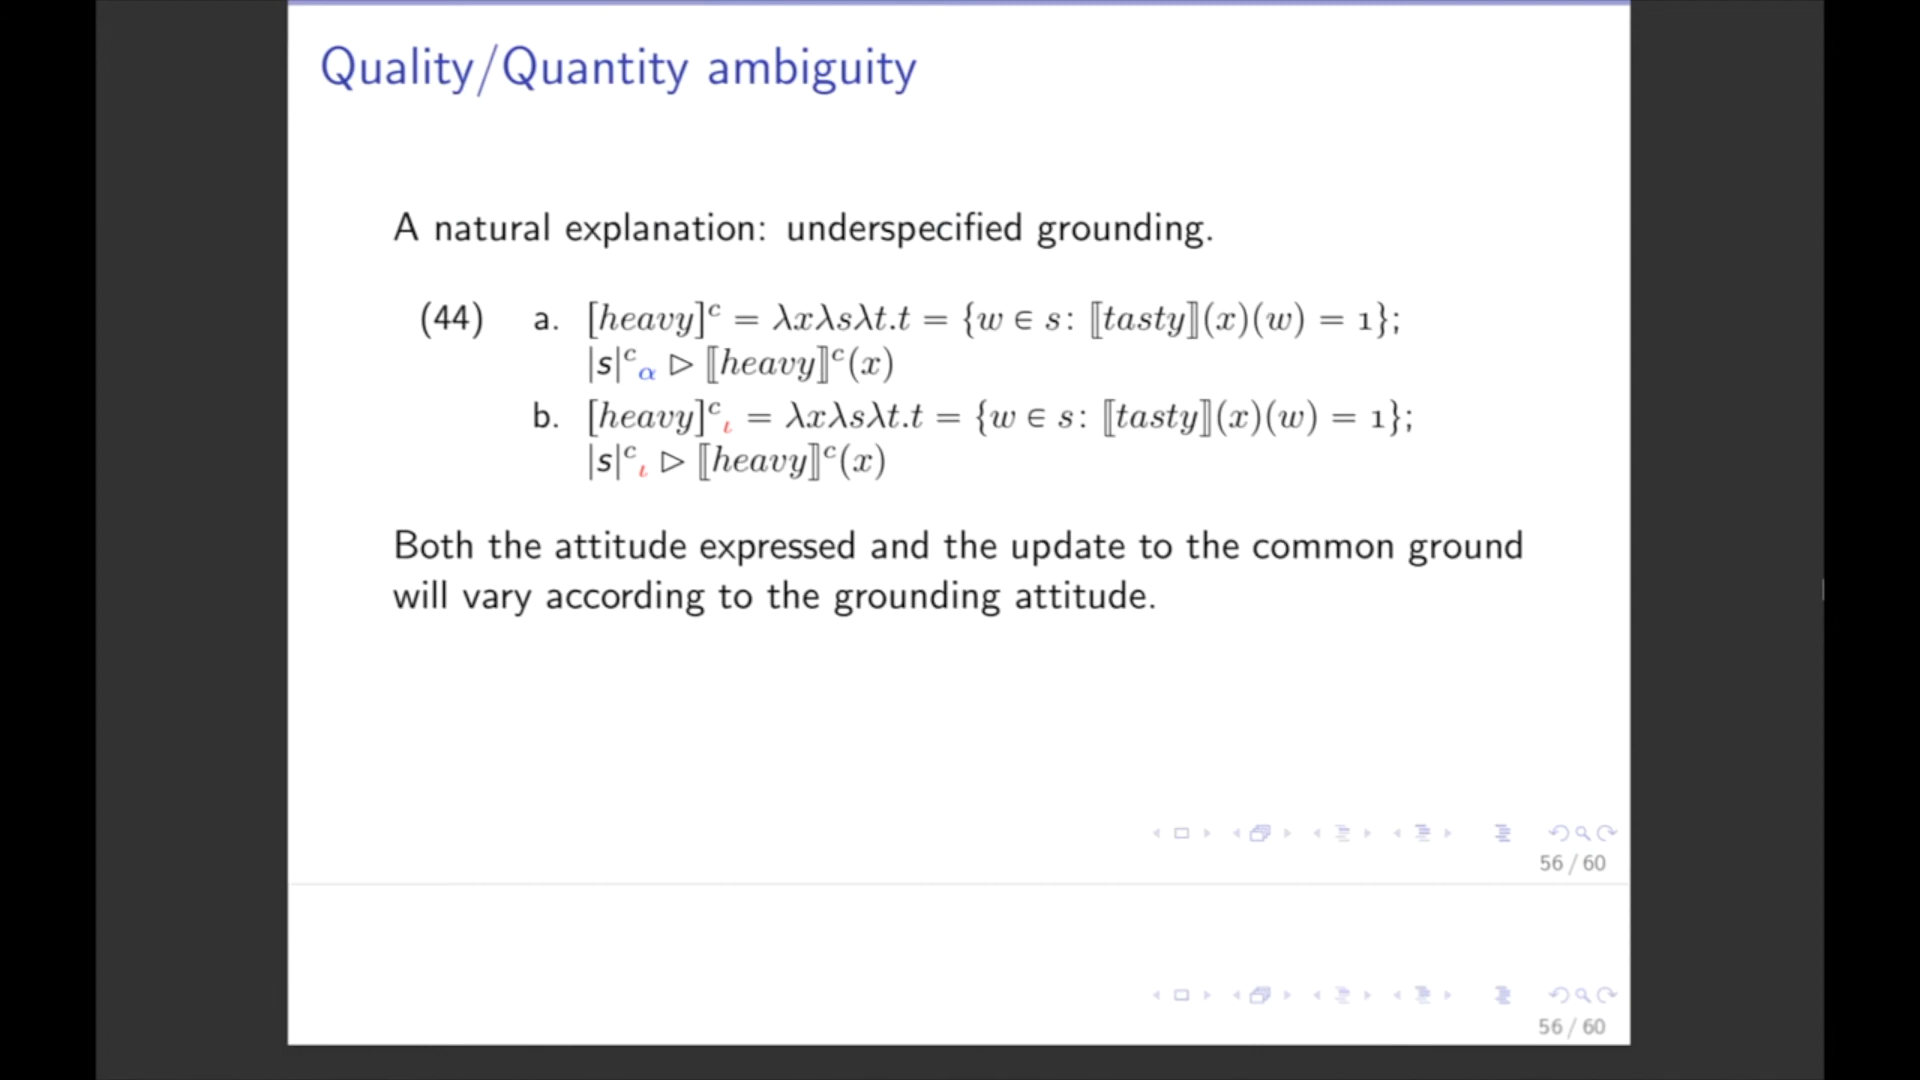 Quality/Quantity ambiguity
A natural explanation: underspecified grounding.
(44) a. [heavy]ᶜ = λxλsλt.t = {w ∈ s: ⟦tasty⟧(x)(w) = 1};
|s|ᶜ_α ▷ ⟦heavy⟧ᶜ(x)
b. [heavy]ᶜ_ι = λxλsλt.t = {w ∈ s: ⟦tasty⟧(x)(w) = 1};
|s|ᶜ_ι ▷ ⟦heavy⟧ᶜ(x)
Both the attitude expressed and the update to the common ground
will vary according to the grounding attitude.
56 / 60
56 / 60